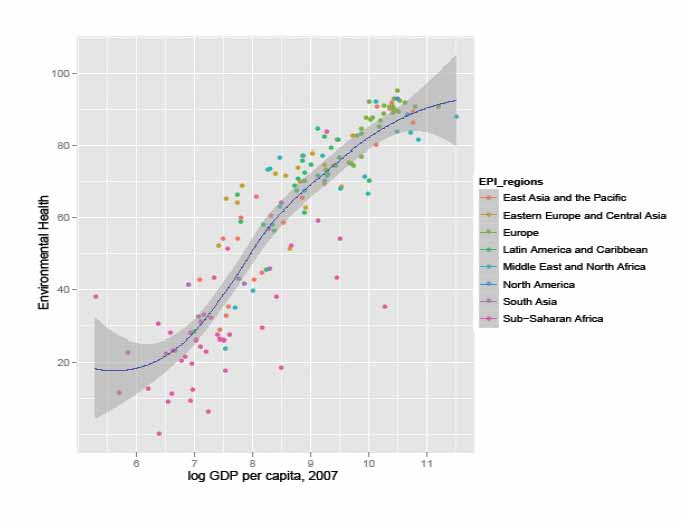 100
80
60
40
20
Environmental Health
6 7 8 9 10 11
log GDP per capita, 2007
EPI_regions
East Asia and the Pacific
Eastern Europe and Central Asia
Europe
Latin America and Caribbean
Middle East and North Africa
North America
South Asia
Sub-Saharan Africa